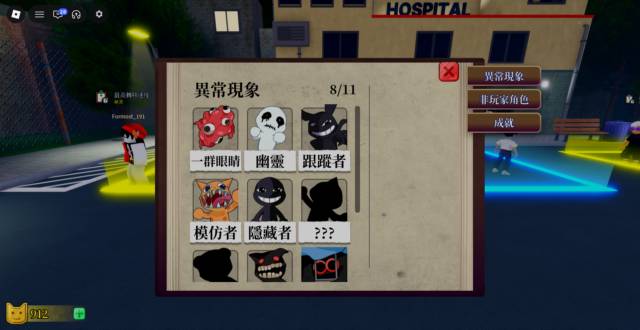 HOSPITAL
異常現象
8/11
異常現象
非玩家角色
成就
Formed_191
一群眼睛
幽靈
跟蹤者
模仿者
隱藏者
???
912